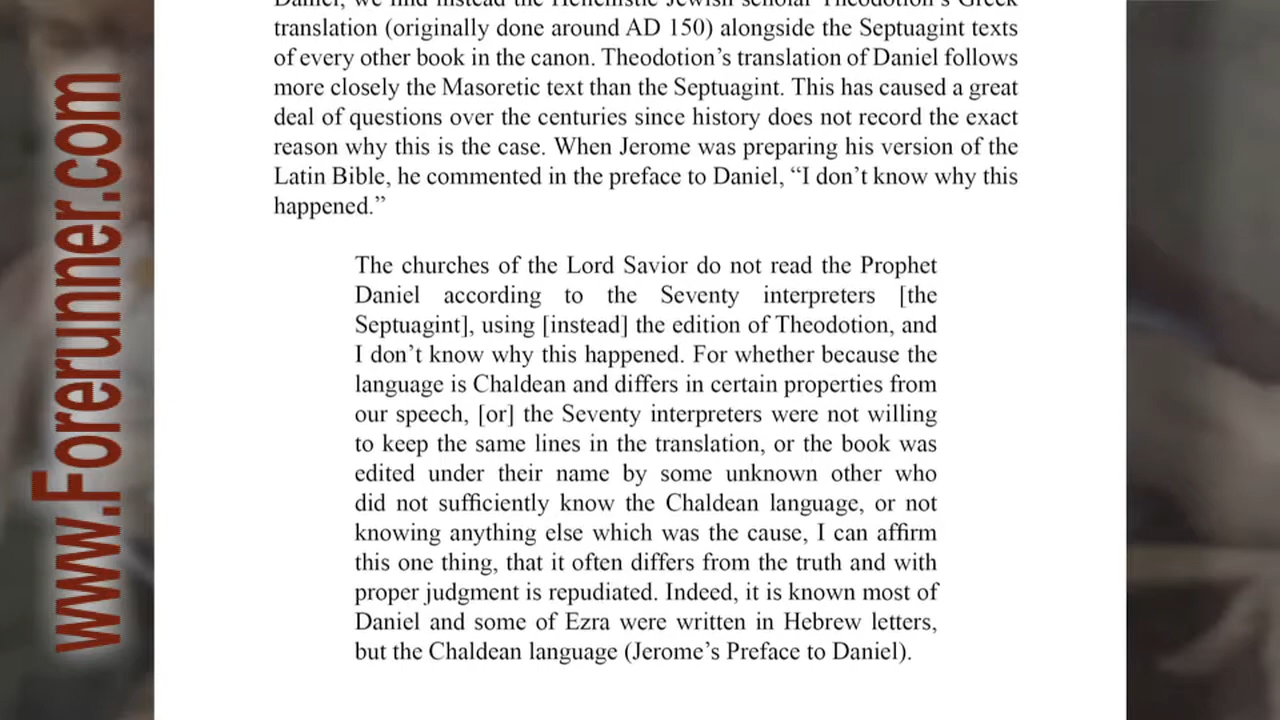 Daniel, we find instead the Hellenistic Jewish scholar Theodotion's Greek
translation (originally done around AD 150) alongside the Septuagint texts
of every other book in the canon. Theodotion's translation of Daniel follows
more closely the Masoretic text than the Septuagint. This has caused a great
deal of questions over the centuries since history does not record the exact
reason why this is the case. When Jerome was preparing his version of the
Latin Bible, he commented in the preface to Daniel, “I don't know why this
happened.”
The churches of the Lord Savior do not read the Prophet
Daniel according to the Seventy interpreters [the
Septuagint], using [instead] the edition of Theodotion, and
I don't know why this happened. For whether because the
language is Chaldean and differs in certain properties from
our speech, [or] the Seventy interpreters were not willing
to keep the same lines in the translation, or the book was
edited under their name by some unknown other who
did not sufficiently know the Chaldean language, or not
knowing anything else which was the cause, I can affirm
this one thing, that it often differs from the truth and with
proper judgment is repudiated. Indeed, it is known most of
Daniel and some of Ezra were written in Hebrew letters,
but the Chaldean language (Jerome's Preface to Daniel).
www.Forerunner.com